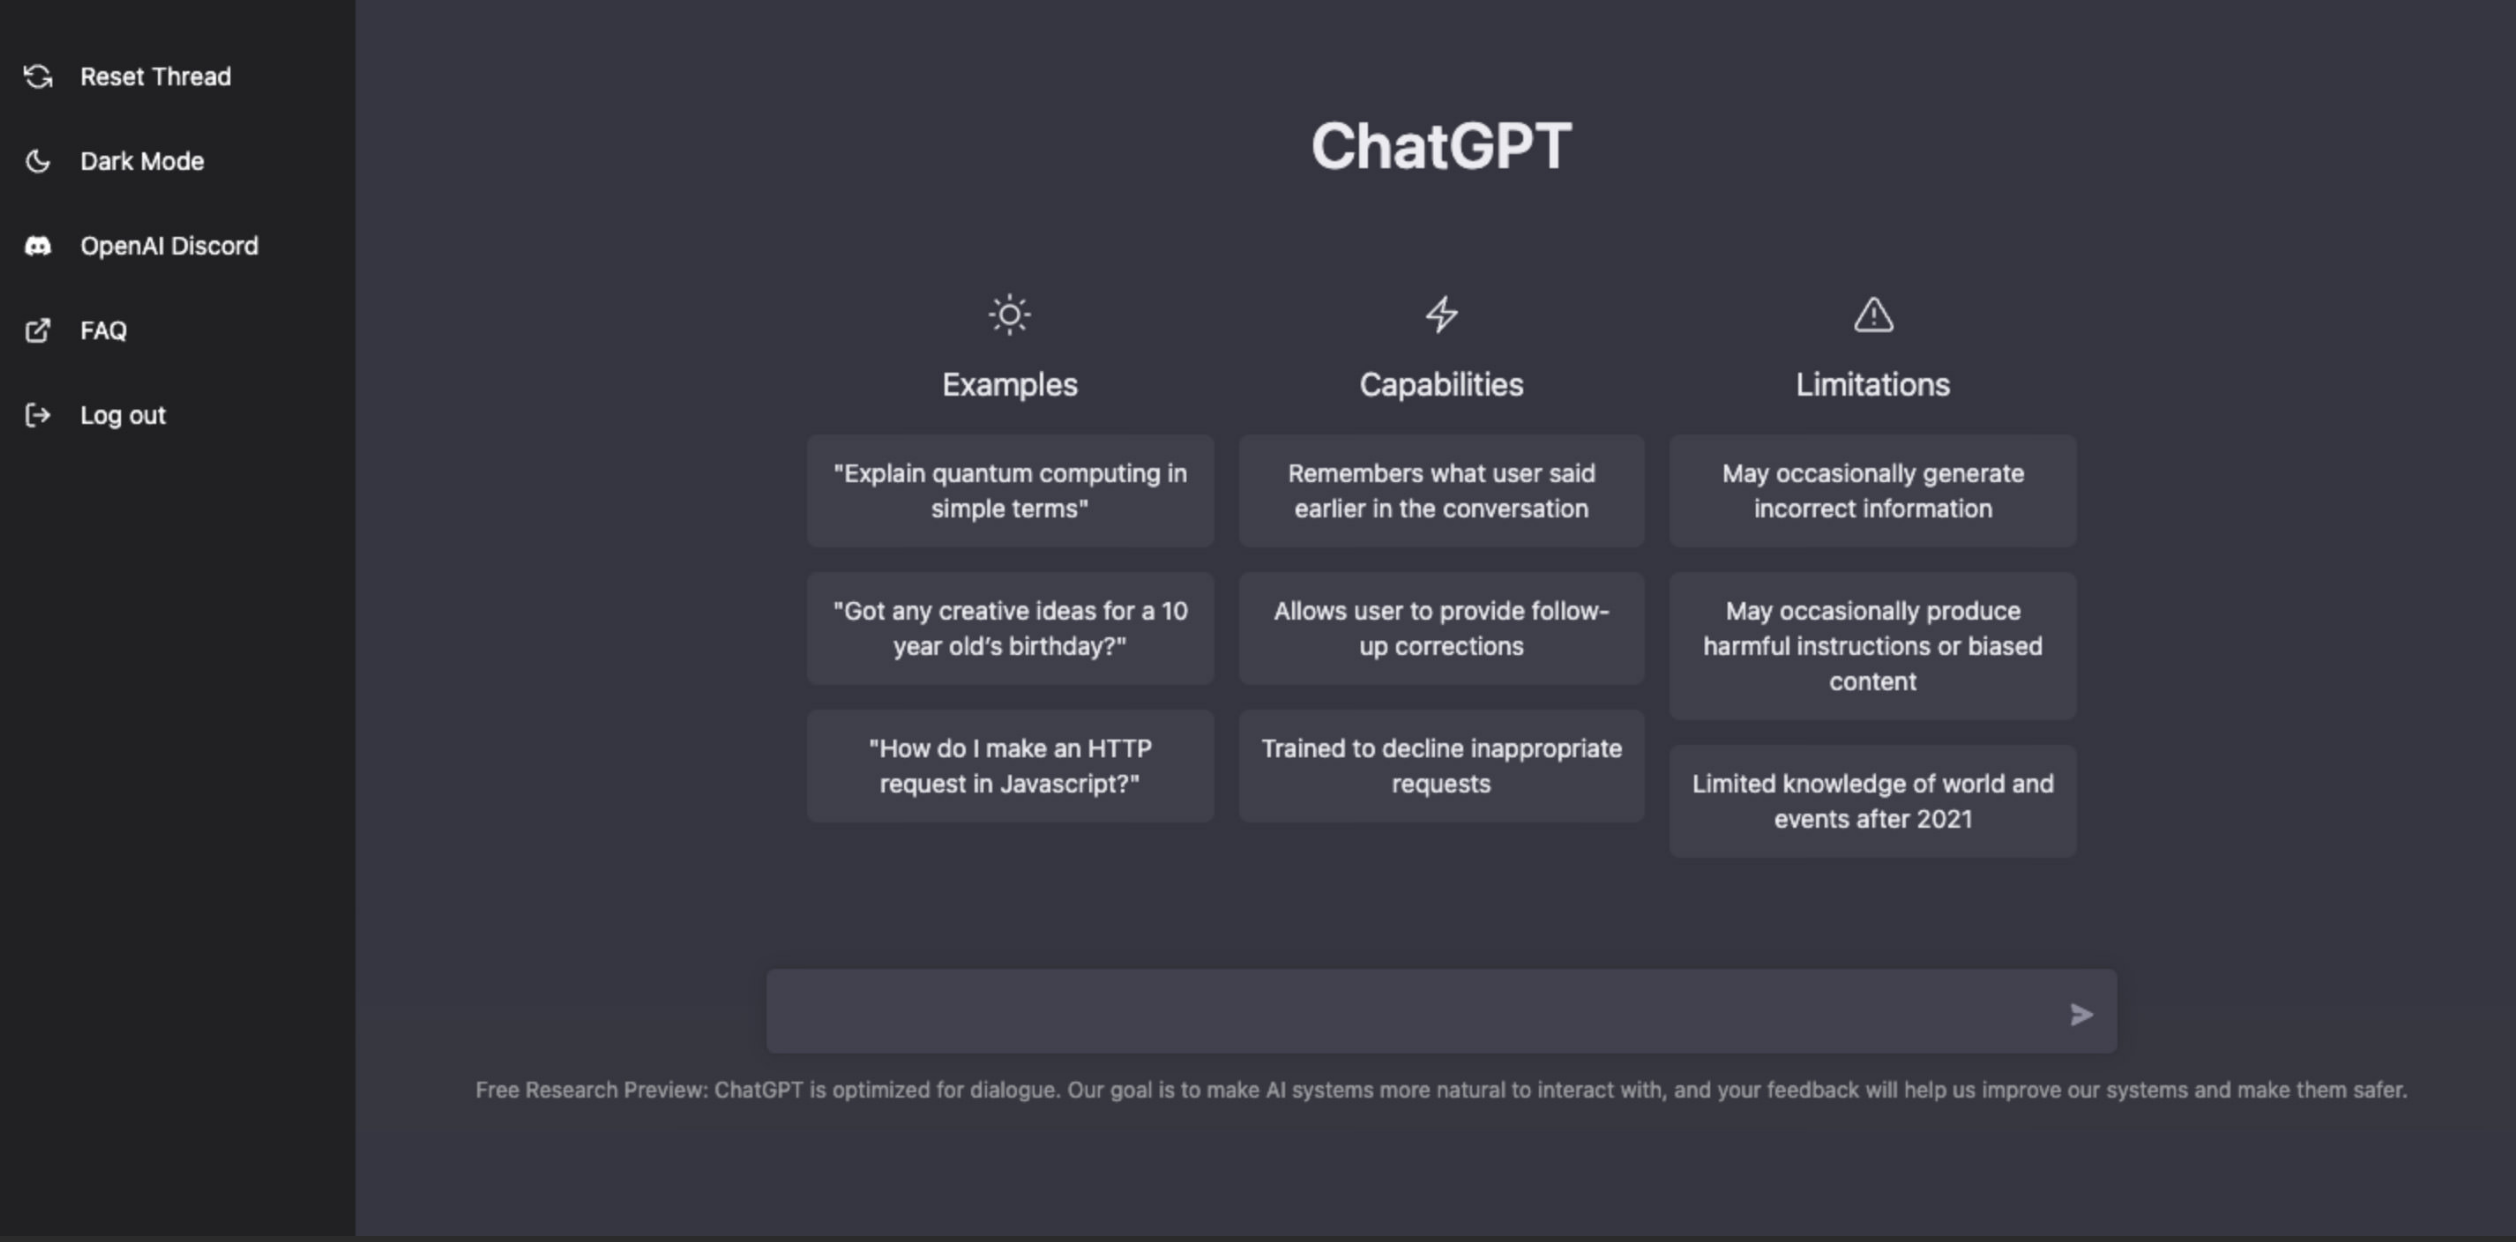 Reset Thread
Dark Mode
OpenAI Discord
FAQ
Log out
ChatGPT
Examples
"Explain quantum computing in
simple terms"
"Got any creative ideas for a 10
year old’s birthday?"
"How do I make an HTTP
request in Javascript?"
Capabilities
Remembers what user said
earlier in the conversation
Allows user to provide follow-
up corrections
Trained to decline inappropriate
requests
Limitations
May occasionally generate
incorrect information
May occasionally produce
harmful instructions or biased
content
Limited knowledge of world and
events after 2021
Free Research Preview: ChatGPT is optimized for dialogue. Our goal is to make AI systems more natural to interact with, and your feedback will help us improve our systems and make them safer.